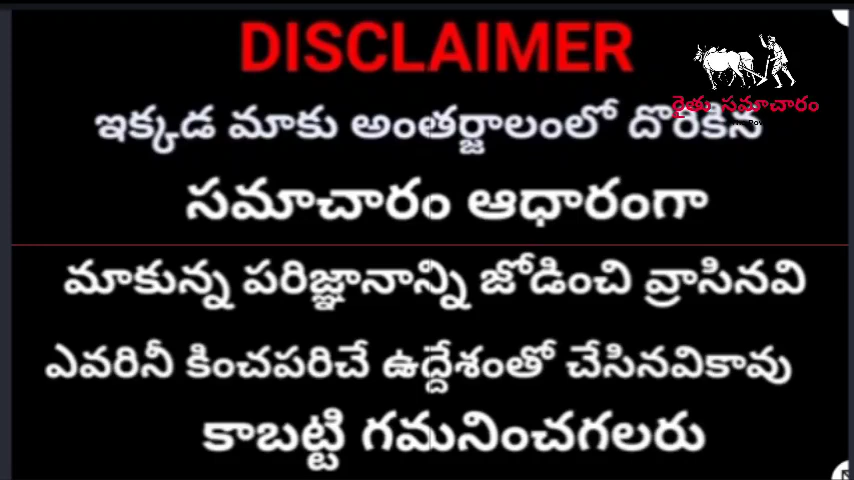 DISCLAIMER
రైతు సమాచారం
ఇక్కడ మాకు అంతర్జాలంలో దొరికిన
సమాచారం ఆధారంగా
మాకున్న పరిజ్ఞానాన్ని జోడించి వ్రాసినవి
ఎవరినీ కించపరిచే ఉద్దేశంతో చేసినవికావు
కాబట్టి గమనించగలరు